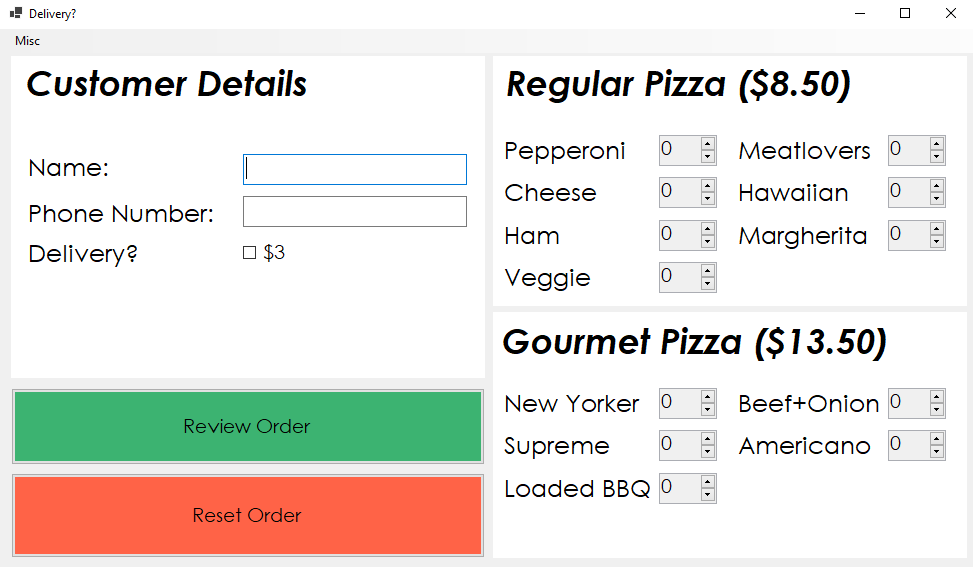 Delivery?
Misc
Customer Details
Name:
Phone Number:
Delivery? $3
Review Order
Reset Order
Regular Pizza ($8.50)
Pepperoni 0 Meatlovers 0
Cheese 0 Hawaiian 0
Ham 0 Margherita 0
Veggie 0
Gourmet Pizza ($13.50)
New Yorker 0 Beef+Onion 0
Supreme 0 Americano 0
Loaded BBQ 0